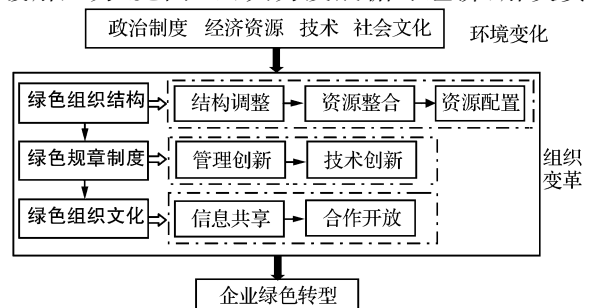 政治制度 经济资源 技术 社会文化
环境变化
绿色组织结构 结构调整 资源整合 资源配置
绿色规章制度 管理创新 技术创新
组织
变革
绿色组织文化 信息共享 合作开放
企业绿色转型